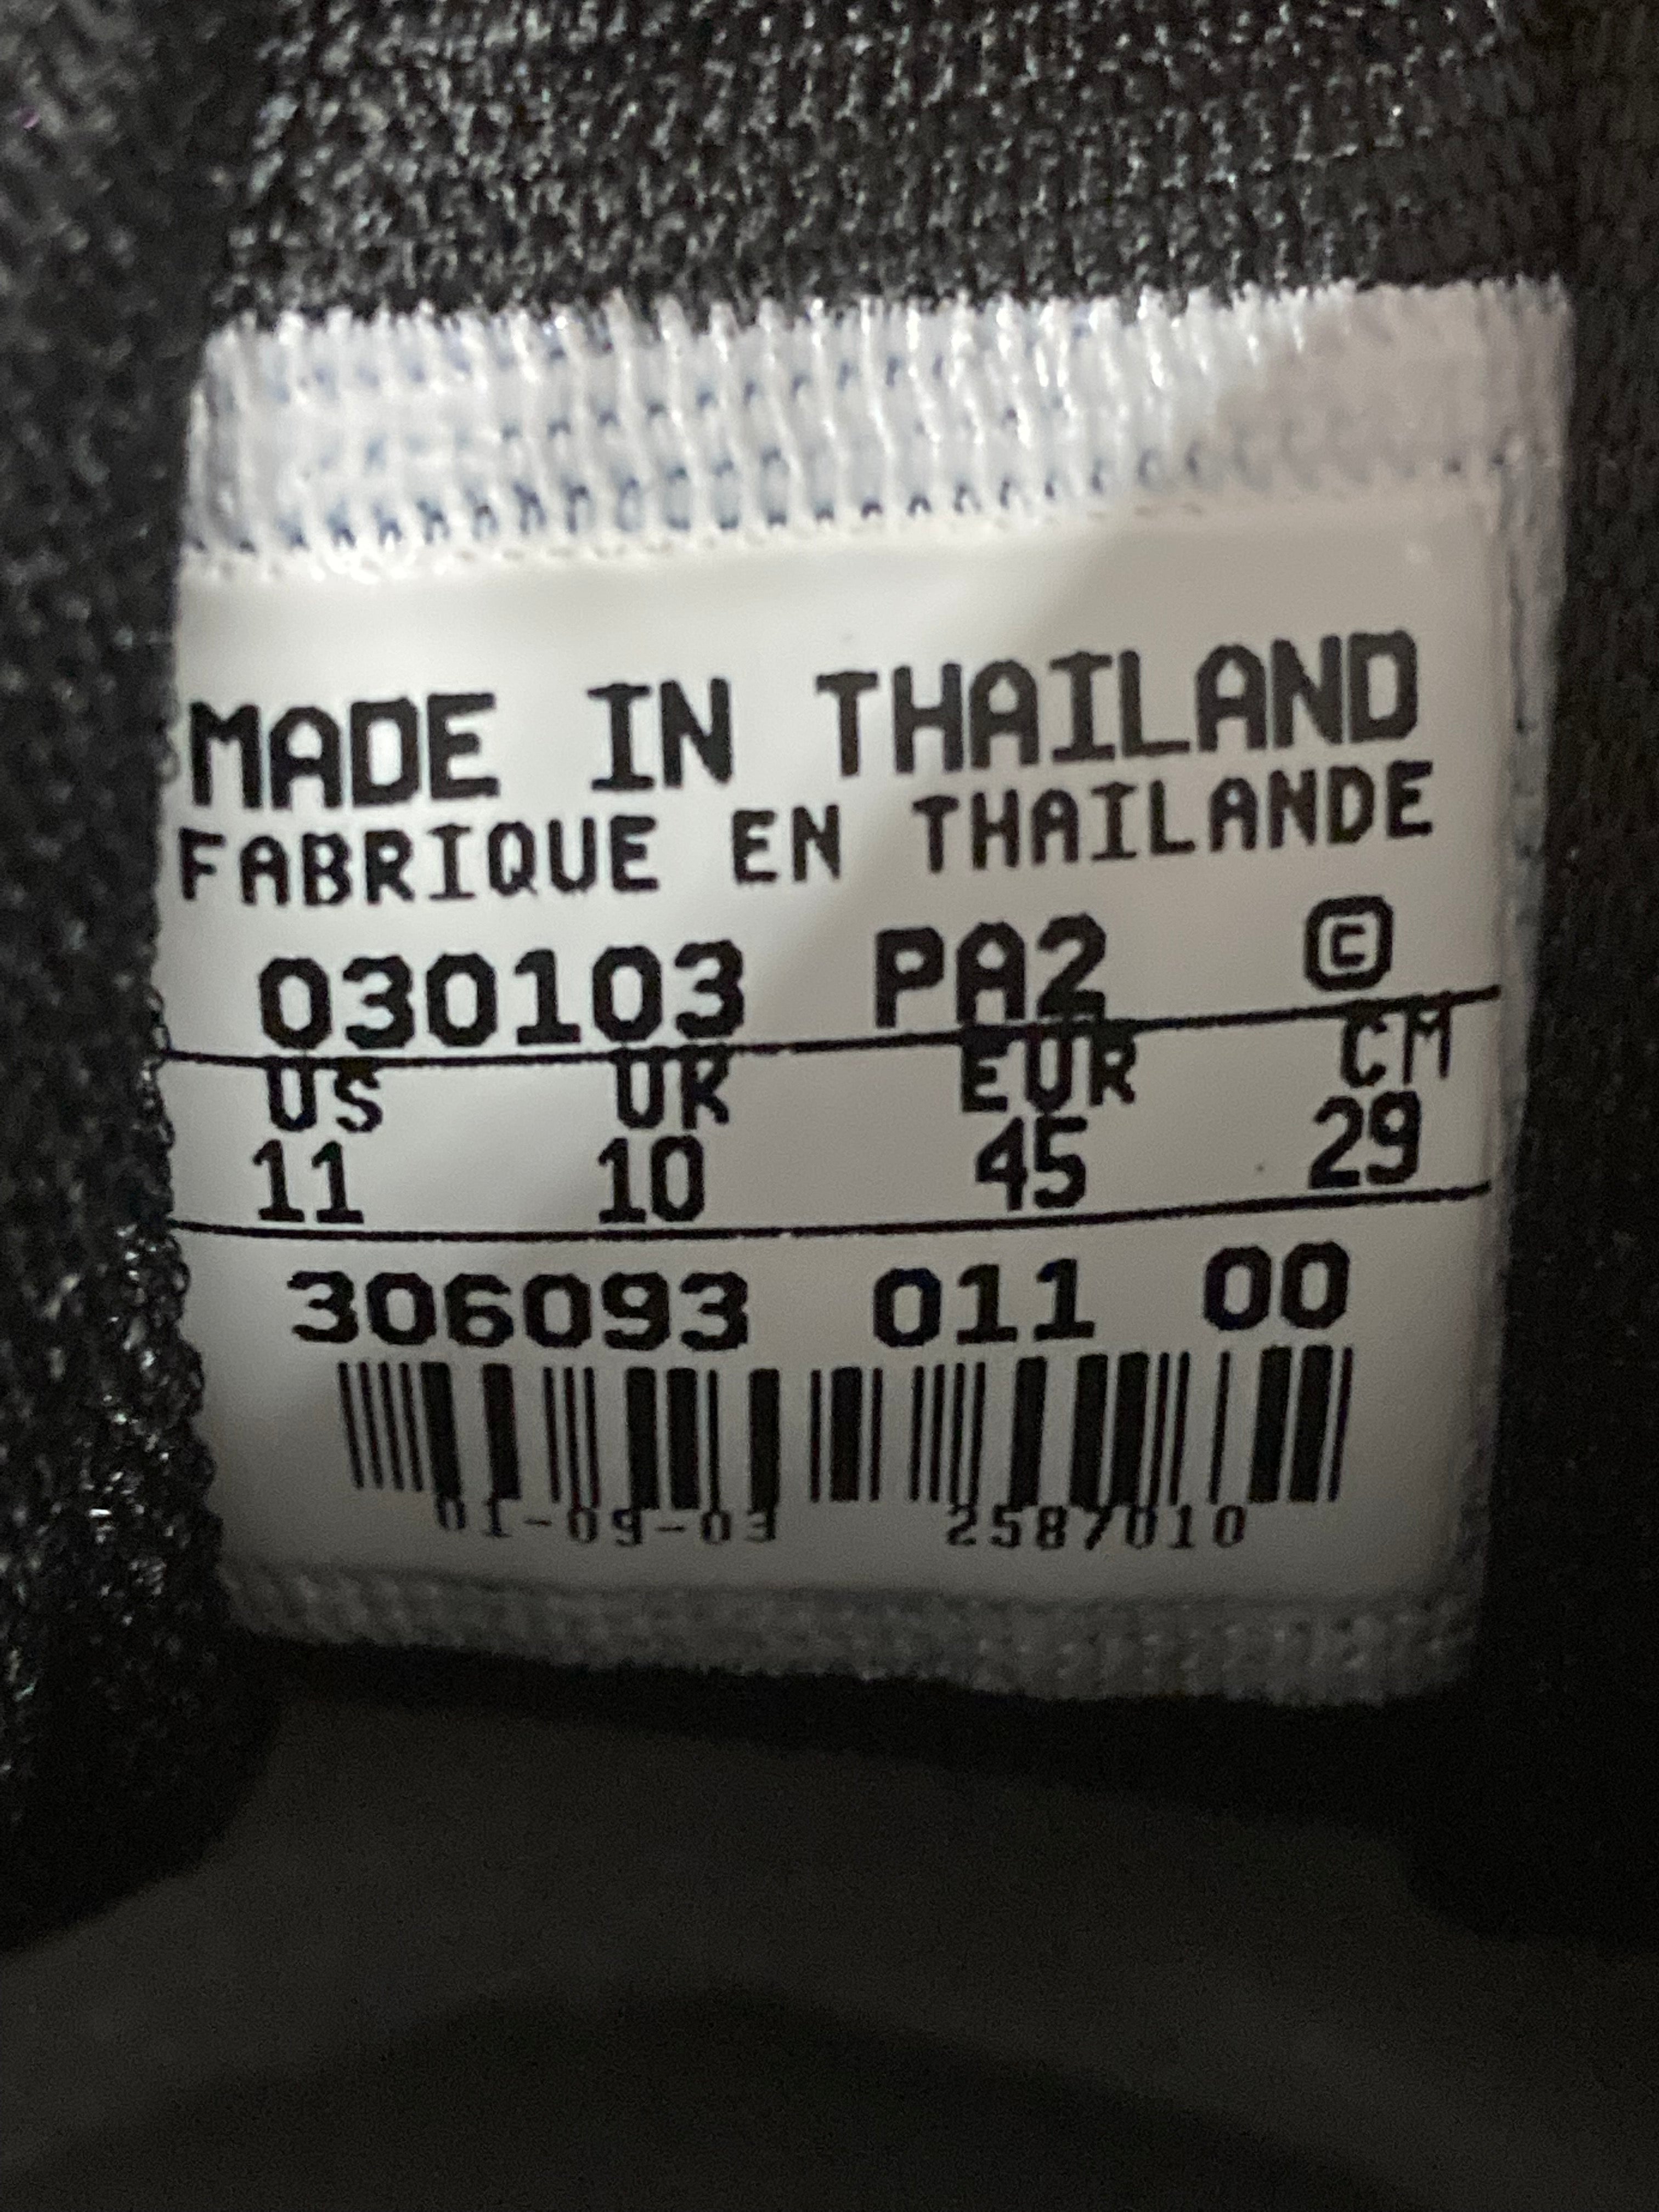 MADE IN THAILAND
FABRIQUE EN THAILANDE
030103 PA2 ©
US UK EUR CM
11 10 45 29
306093 011 00
01-09-03 2587010